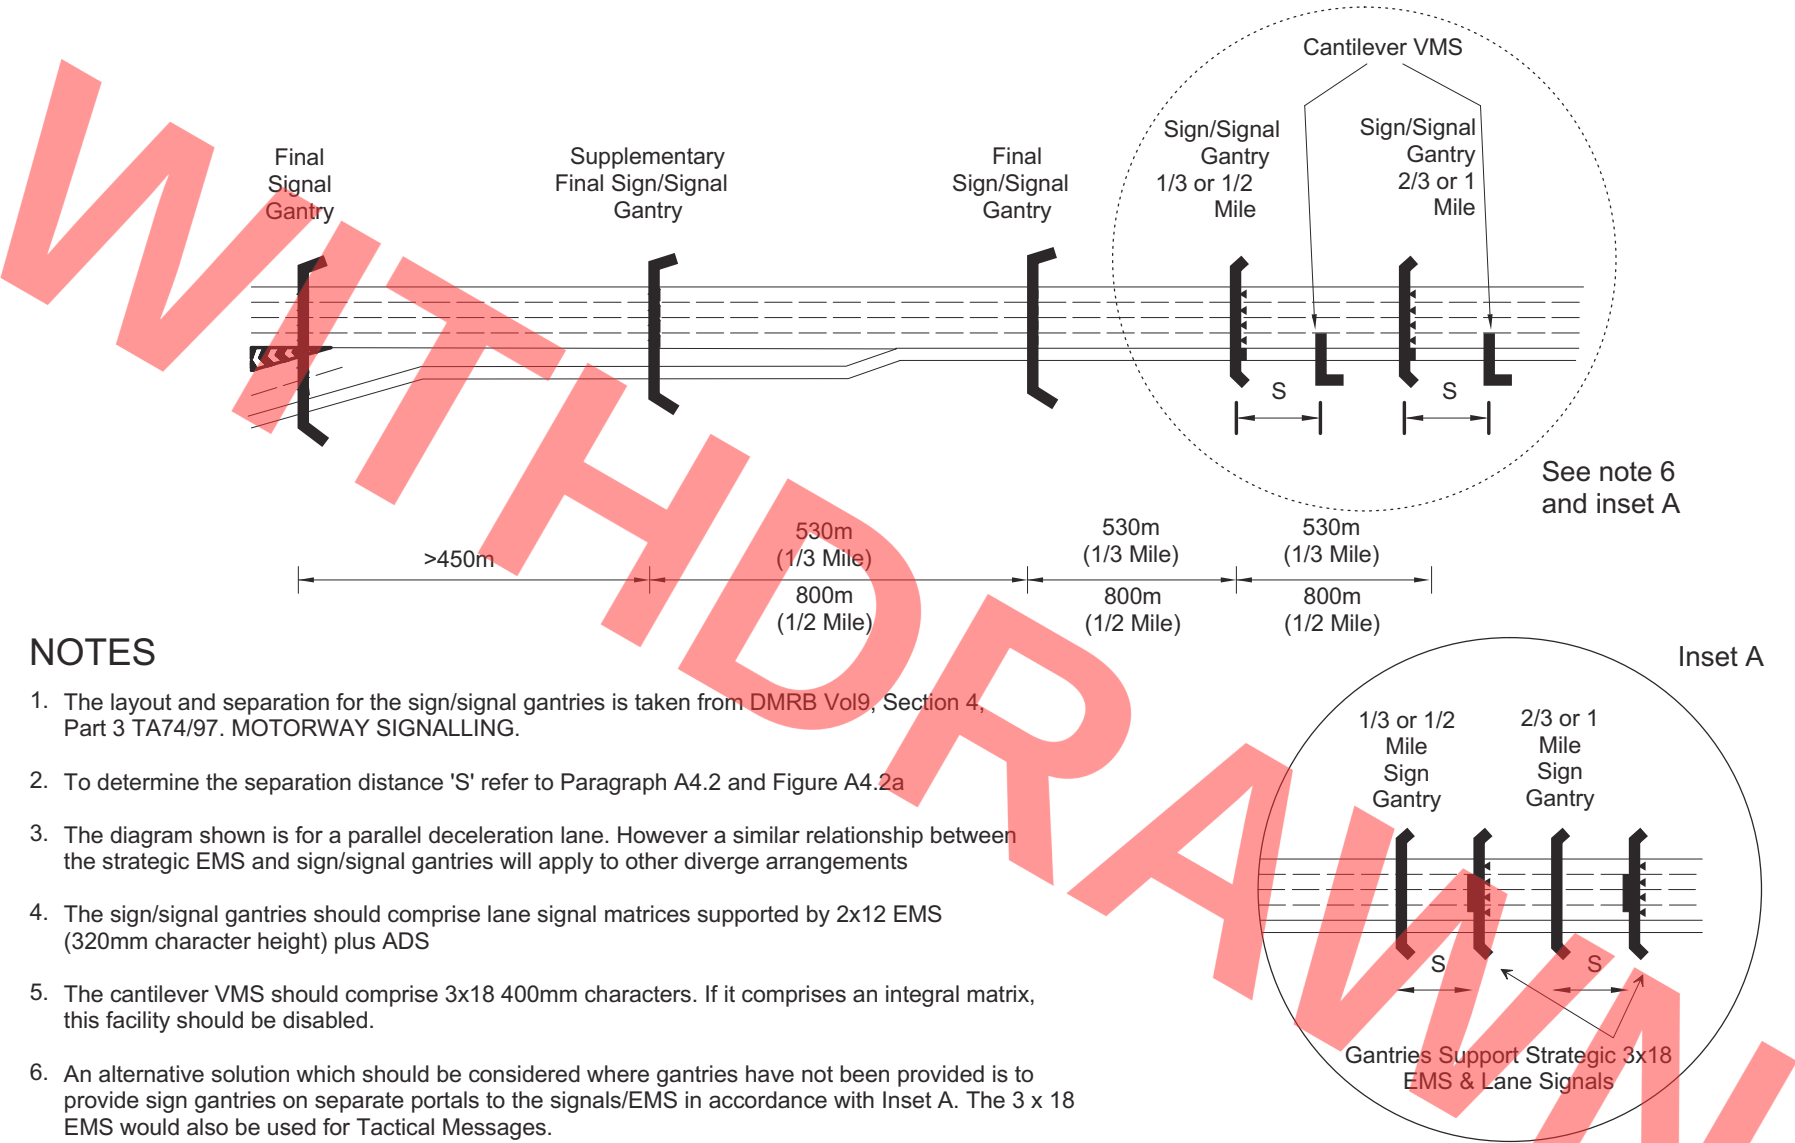 Cantilever VMS
Final
Signal
Gantry
Supplementary
Final Sign/Signal
Gantry
Final
Sign/Signal
Gantry
Sign/Signal
Gantry
1/3 or 1/2
Mile
Sign/Signal
Gantry
2/3 or 1
Mile
S
S
See note 6
and inset A
>450m
530m
(1/3 Mile)
800m
(1/2 Mile)
530m
(1/3 Mile)
800m
(1/2 Mile)
530m
(1/3 Mile)
800m
(1/2 Mile)
NOTES
1. The layout and separation for the sign/signal gantries is taken from DMRB Vol9, Section 4,
Part 3 TA74/97. MOTORWAY SIGNALLING.
2. To determine the separation distance 'S' refer to Paragraph A4.2 and Figure A4.2a
3. The diagram shown is for a parallel deceleration lane. However a similar relationship between
the strategic EMS and sign/signal gantries will apply to other diverge arrangements
4. The sign/signal gantries should comprise lane signal matrices supported by 2x12 EMS
(320mm character height) plus ADS
5. The cantilever VMS should comprise 3x18 400mm characters. If it comprises an integral matrix,
this facility should be disabled.
6. An alternative solution which should be considered where gantries have not been provided is to
provide sign gantries on separate portals to the signals/EMS in accordance with Inset A. The 3 x 18
EMS would also be used for Tactical Messages.
Inset A
1/3 or 1/2
Mile
Sign
Gantry
2/3 or 1
Mile
Sign
Gantry
S
S
Gantries Support Strategic 3x18
EMS & Lane Signals
WITHDRAWN